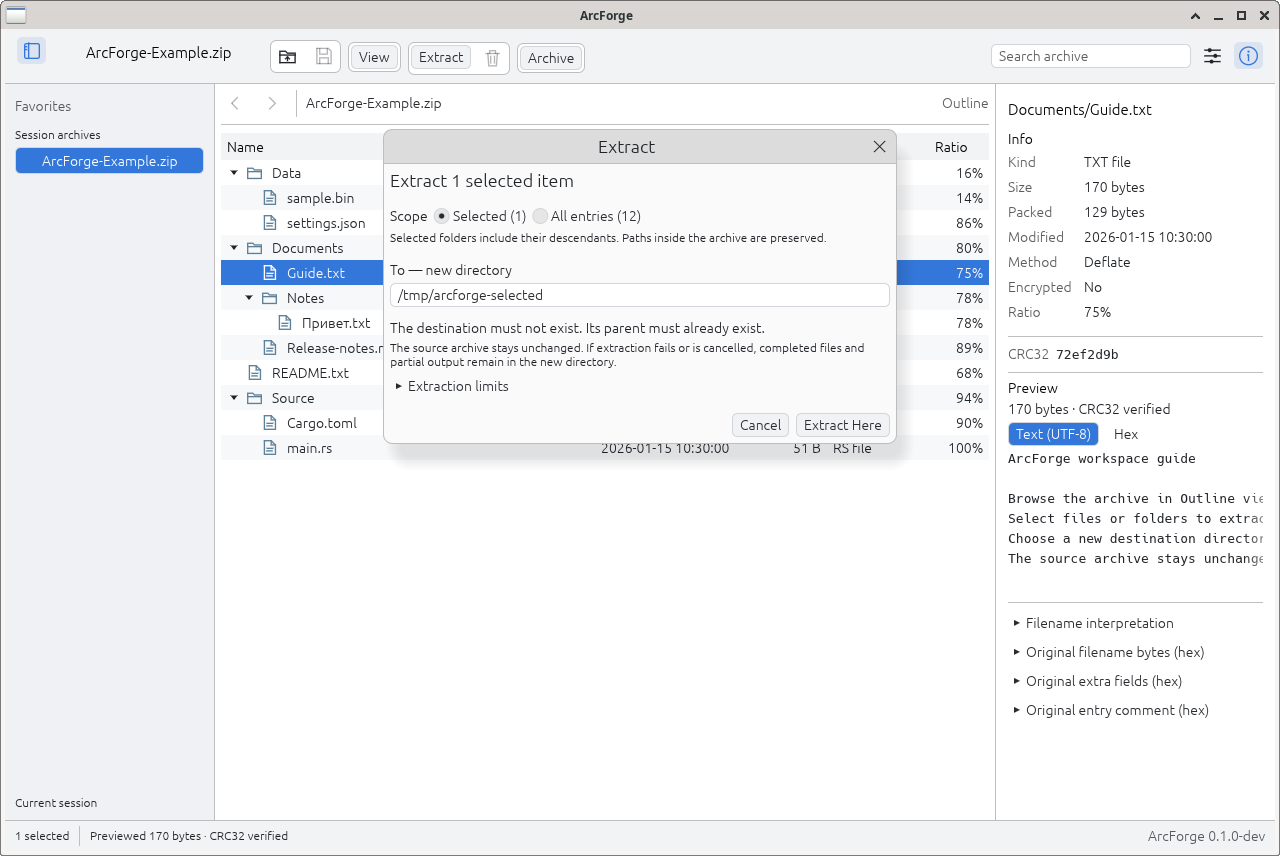 ArcForge
ArcForge-Example.zip
View
Extract
Archive
Search archive
Favorites
Session archives
ArcForge-Example.zip
Current session
ArcForge-Example.zip
Outline
Name
Ratio
Data
16%
sample.bin
14%
settings.json
86%
Documents
80%
Guide.txt
75%
Notes
78%
Привет.txt
78%
Release-notes.
89%
README.txt
68%
Source
94%
Cargo.toml
90%
main.rs
2026-01-15 10:30:00
51 B
RS file
100%
Extract
Extract 1 selected item
Scope
Selected (1)
All entries (12)
Selected folders include their descendants. Paths inside the archive are preserved.
To — new directory
/tmp/arcforge-selected
The destination must not exist. Its parent must already exist.
The source archive stays unchanged. If extraction fails or is cancelled, completed files and
partial output remain in the new directory.
Extraction limits
Cancel
Extract Here
Documents/Guide.txt
Info
Kind
TXT file
Size
170 bytes
Packed
129 bytes
Modified
2026-01-15 10:30:00
Method
Deflate
Encrypted
No
Ratio
75%
CRC32
72ef2d9b
Preview
170 bytes · CRC32 verified
Text (UTF-8)
Hex
ArcForge workspace guide
Browse the archive in Outline vie
Select files or folders to extrac
Choose a new destination director
The source archive stays unchange
Filename interpretation
Original filename bytes (hex)
Original extra fields (hex)
Original entry comment (hex)
1 selected
Previewed 170 bytes · CRC32 verified
ArcForge 0.1.0-dev